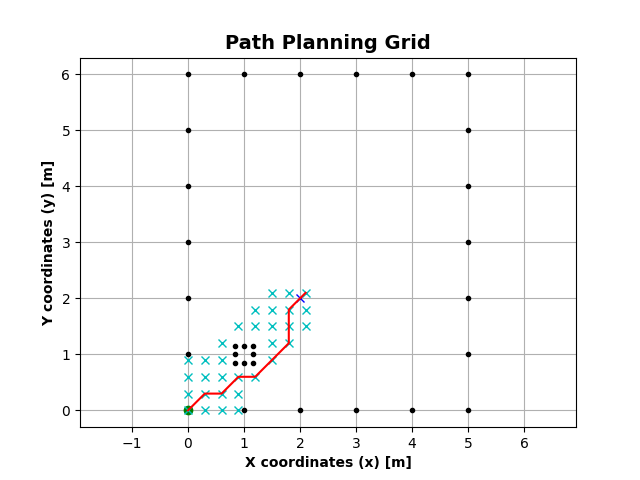 Path Planning Grid
6
5
4
3
2
1
0
Y coordinates (y) [m]
−1 0 1 2 3 4 5 6
X coordinates (x) [m]